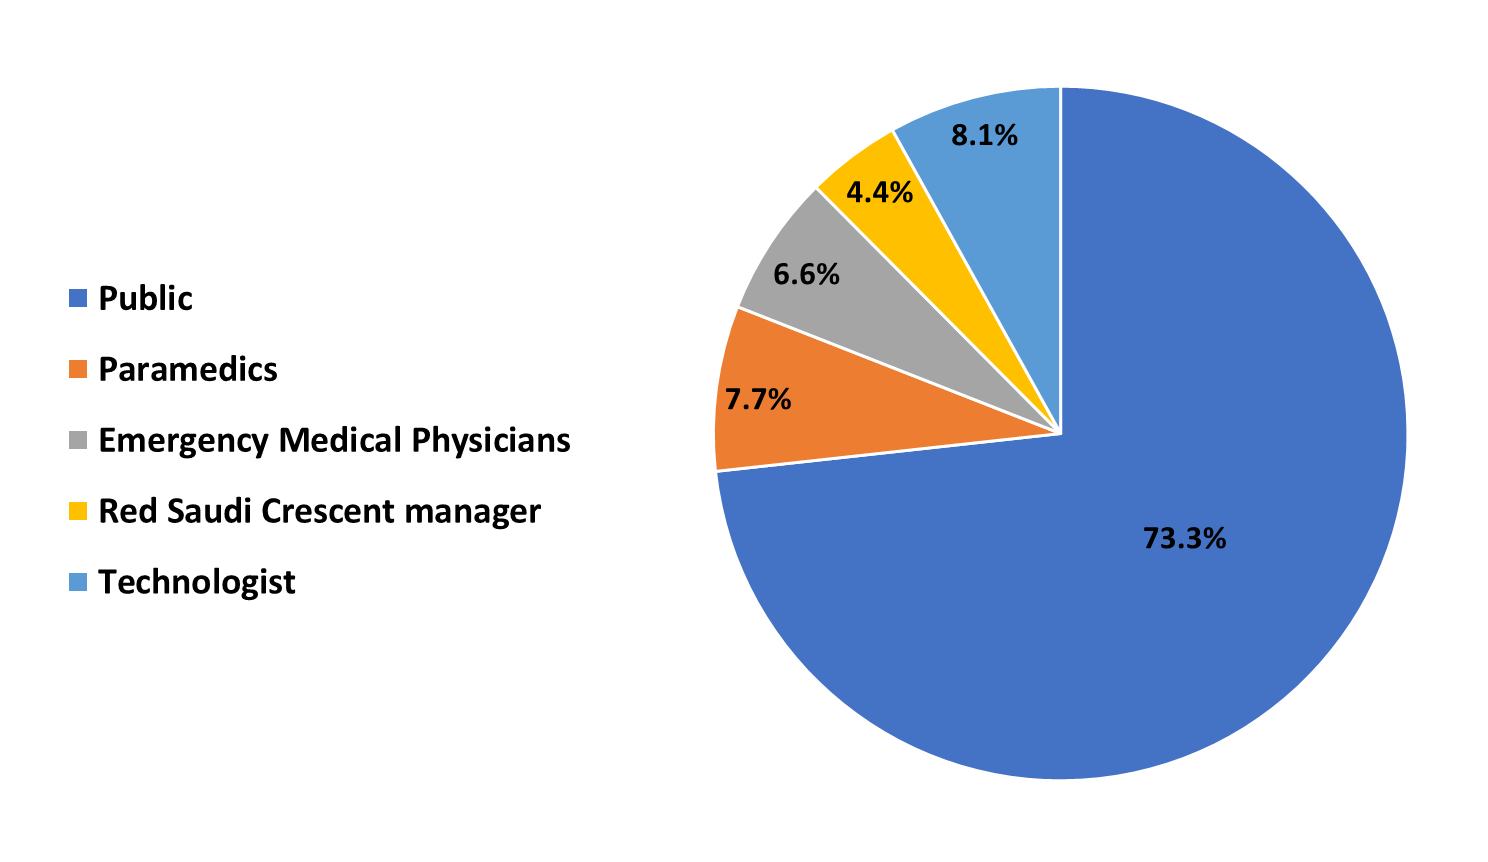 Public
Paramedics
Emergency Medical Physicians
Red Saudi Crescent manager
Technologist
8.1%
4.4%
6.6%
7.7%
73.3%